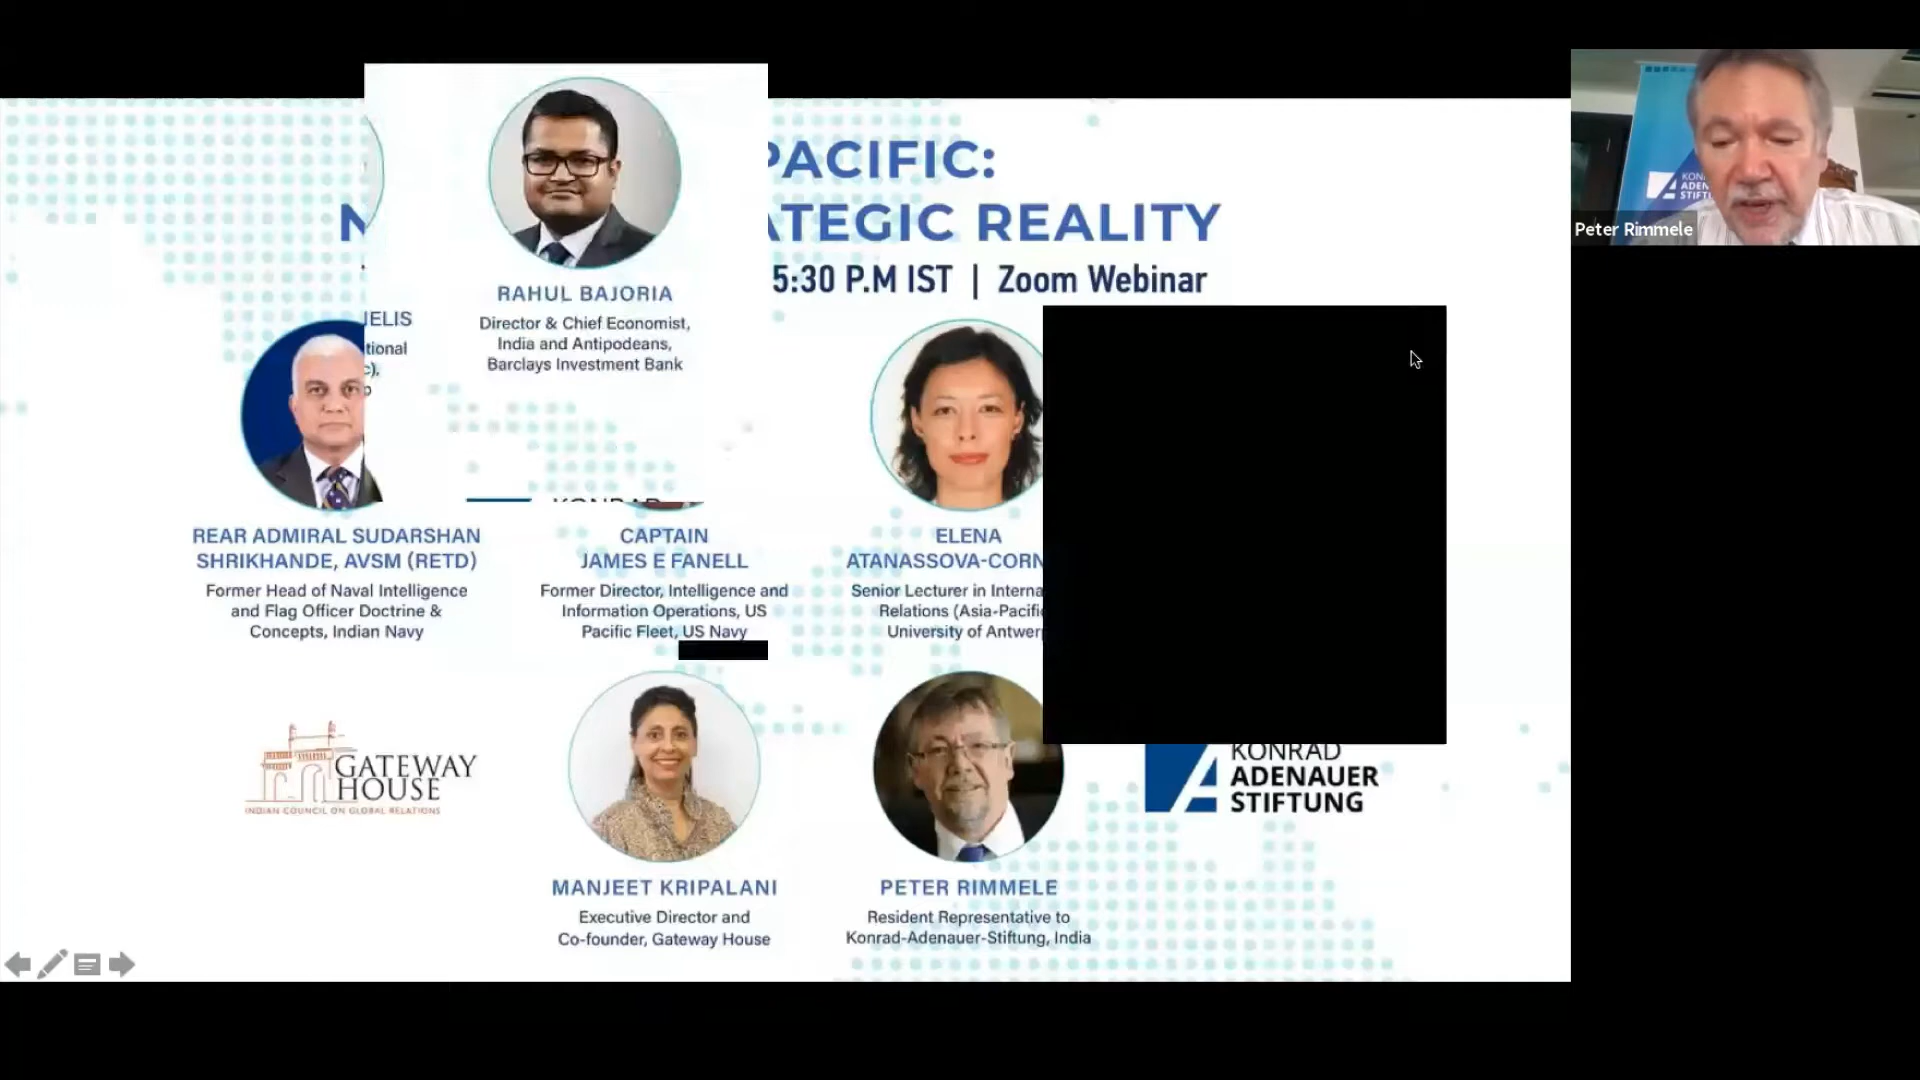 PACIFIC:
N
ATEGIC REALITY
5:30 P.M IST | Zoom Webinar
RAHUL BAJORIA
Director & Chief Economist,
India and Antipodeans,
Barclays Investment Bank
NELIS
tional
c),
p
KONRAD
REAR ADMIRAL SUDARSHAN
SHRIKHANDE, AVSM (RETD)
Former Head of Naval Intelligence
and Flag Officer Doctrine &
Concepts, Indian Navy
CAPTAIN
JAMES E FANELL
Former Director, Intelligence and
Information Operations, US
Pacific Fleet, US Navy
ELENA
ATANASSOVA-CORN
Senior Lecturer in Interna
Relations (Asia-Pacific
University of Antwerp
GATEWAY
HOUSE
INDIAN COUNCIL ON GLOBAL RELATIONS
MANJEET KRIPALANI
Executive Director and
Co-founder, Gateway House
PETER RIMMELE
Resident Representative to
Konrad-Adenauer-Stiftung, India
KONRAD
ADENAUER
STIFTUNG
Peter Rimmele